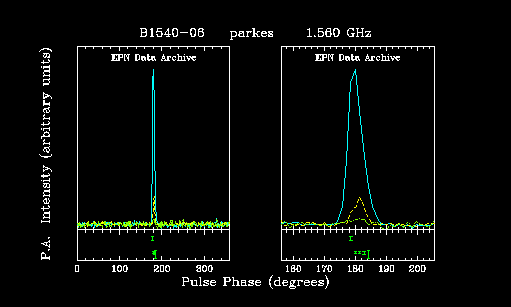 B1540-06 parkes 1.560 GHz
EPN Data Archive EPN Data Archive
P.A. Intensity (arbitrary units)
0 100 200 300 160 170 180 190 200
Pulse Phase (degrees)